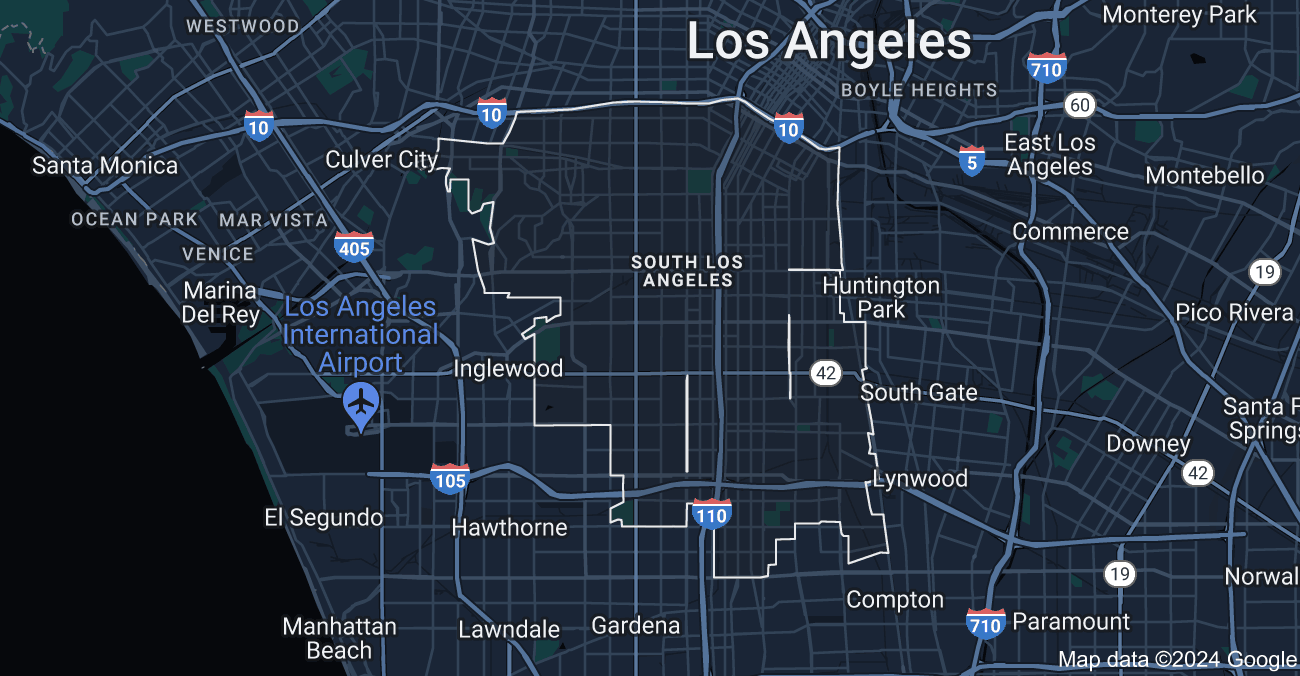 WESTWOOD
Los Angeles
Monterey Park
710
BOYLE HEIGHTS
60
10
10
10
Santa Monica
Culver City
5
East Los
Angeles
Montebello
OCEAN PARK
MAR VISTA
VENICE
405
Commerce
SOUTH LOS
ANGELES
19
Marina
Del Rey
Los Angeles
International
Airport
Huntington
Park
Pico Rivera
Inglewood
42
South Gate
Santa F
Springs
Downey
42
105
Lynwood
El Segundo
Hawthorne
110
19
Norwal
Compton
710
Paramount
Manhattan
Beach
Lawndale
Gardena
Map data ©2024 Google